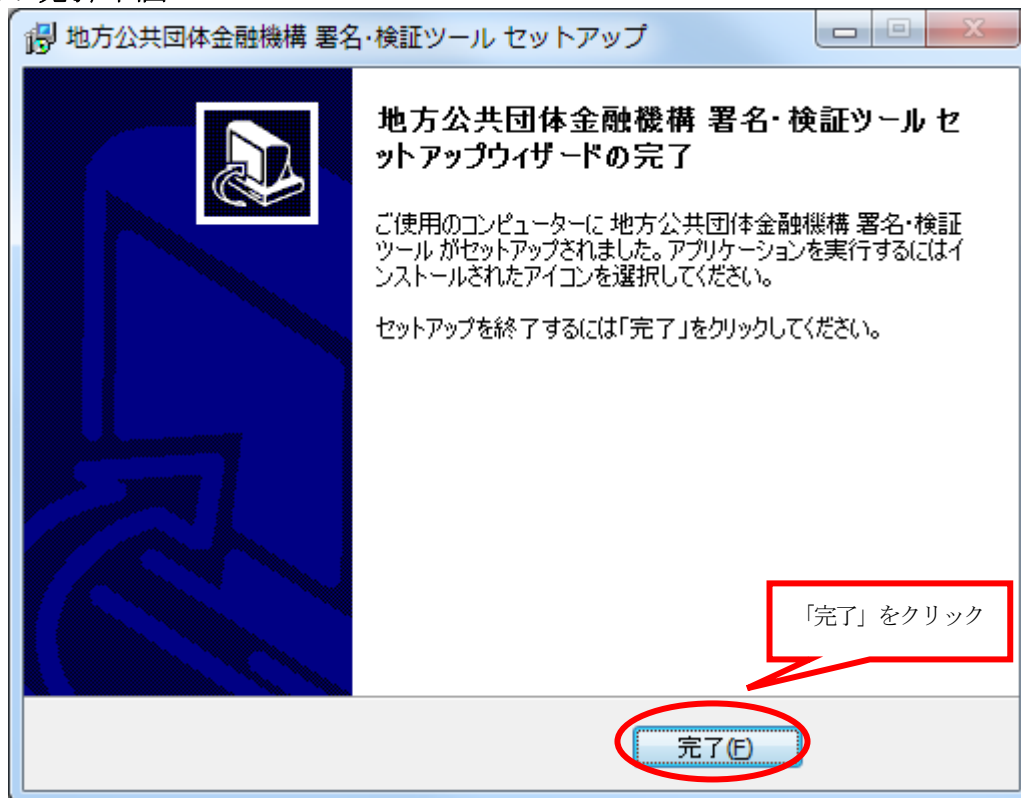 地方公共団体金融機構 署名・検証ツール セットアップ
地方公共団体金融機構 署名・検証ツール セ
ットアップウィザードの完了
ご使用のコンピューターに 地方公共団体金融機構 署名・検証
ツール がセットアップされました。アプリケーションを実行するにはイ
ンストールされたアイコンを選択してください。
セットアップを終了するには「完了」をクリックしてください。
「完了」をクリック
完了(F)